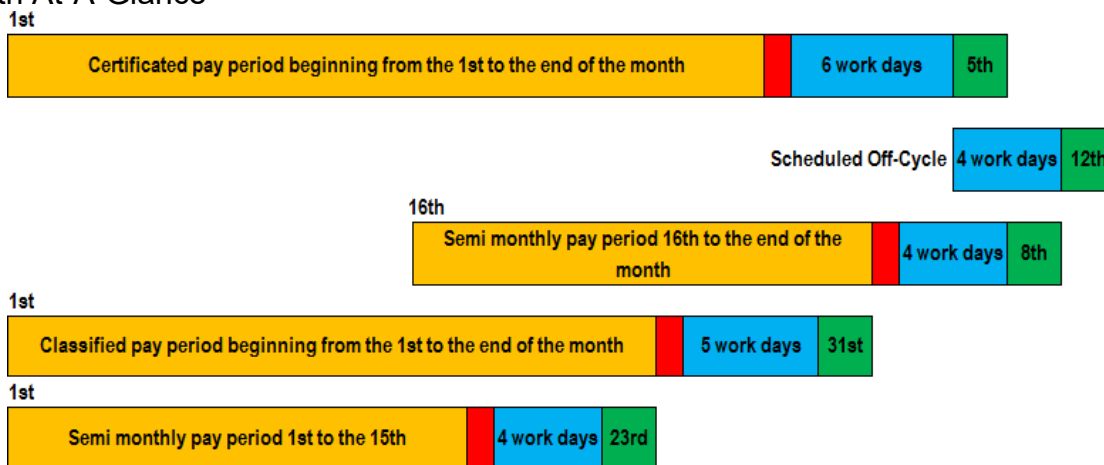 At-A-Glance
1st
Certificated pay period beginning from the 1st to the end of the month 6 work days 5th
Scheduled Off-Cycle 4 work days 12th
16th
Semi monthly pay period 16th to the end of the
month
4 work days 8th
1st
Classified pay period beginning from the 1st to the end of the month 5 work days 31st
1st
Semi monthly pay period 1st to the 15th 4 work days 23rd